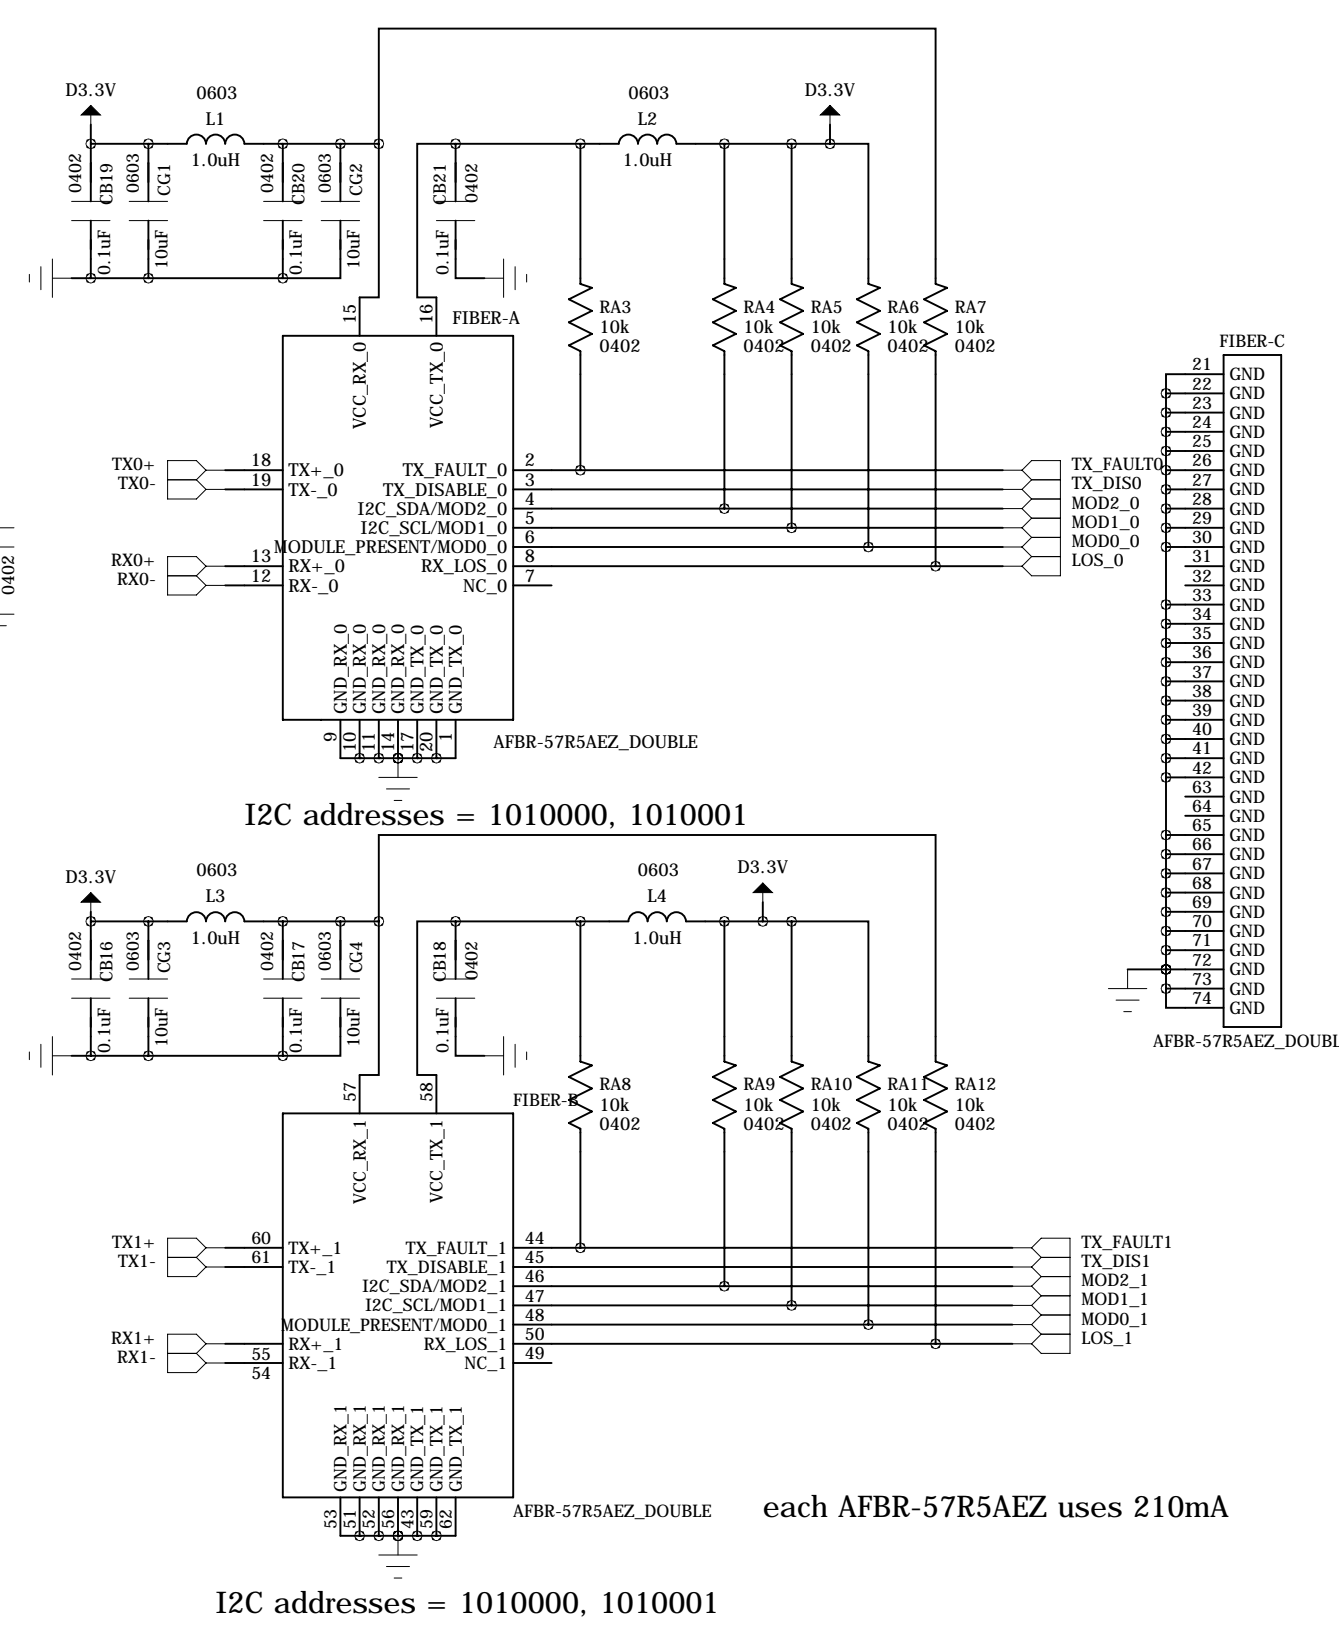 D3.3V
0603
L1
1.0uH
0402
CB19
0.1uF
0603
CG1
10uF
0402
CB20
0.1uF
0603
CG2
10uF
CB21
0402
0.1uF
0603
L2
1.0uH
D3.3V
RA3
10k
0402
RA4
10k
0402
RA5
10k
0402
RA6
10k
0402
RA7
10k
0402
15
16
FIBER-A
VCC_RX_0
VCC_TX_0
TX0+
TX0-
18
19
TX+_0
TX-_0
RX0+
RX0-
13
12
RX+_0
RX-_0
TX_FAULT_0
TX_DISABLE_0
I2C_SDA/MOD2_0
I2C_SCL/MOD1_0
MODULE_PRESENT/MOD0_0
RX_LOS_0
NC_0
2
3
4
5
6
8
7
TX_FAULT0
TX_DIS0
MOD2_0
MOD1_0
MOD0_0
LOS_0
GND_RX_0
GND_RX_0
GND_RX_0
GND_RX_0
GND_TX_0
GND_TX_0
GND_TX_0
9
10
11
14
17
20
1
AFBR-57R5AEZ_DOUBLE
I2C addresses = 1010000, 1010001
0402
FIBER-C
21 GND
22 GND
23 GND
24 GND
25 GND
26 GND
27 GND
28 GND
29 GND
30 GND
31 GND
32 GND
33 GND
34 GND
35 GND
36 GND
37 GND
38 GND
39 GND
40 GND
41 GND
42 GND
63 GND
64 GND
65 GND
66 GND
67 GND
68 GND
69 GND
70 GND
71 GND
72 GND
73 GND
74 GND
AFBR-57R5AEZ_DOUBL
D3.3V
0603
L3
1.0uH
0402
CB16
0.1uF
0603
CG3
10uF
0402
CB17
0.1uF
0603
CG4
10uF
CB18
0402
0.1uF
0603
L4
1.0uH
D3.3V
RA8
10k
0402
RA9
10k
0402
RA10
10k
0402
RA11
10k
0402
RA12
10k
0402
57
58
FIBER-B
VCC_RX_1
VCC_TX_1
TX1+
TX1-
60
61
TX+_1
TX-_1
RX1+
RX1-
55
54
RX+_1
RX-_1
TX_FAULT_1
TX_DISABLE_1
I2C_SDA/MOD2_1
I2C_SCL/MOD1_1
MODULE_PRESENT/MOD0_1
RX_LOS_1
NC_1
44
45
46
47
48
50
49
TX_FAULT1
TX_DIS1
MOD2_1
MOD1_1
MOD0_1
LOS_1
GND_RX_1
GND_RX_1
GND_RX_1
GND_RX_1
GND_TX_1
GND_TX_1
GND_TX_1
53
51
52
56
43
59
62
AFBR-57R5AEZ_DOUBLE
each AFBR-57R5AEZ uses 210mA
I2C addresses = 1010000, 1010001